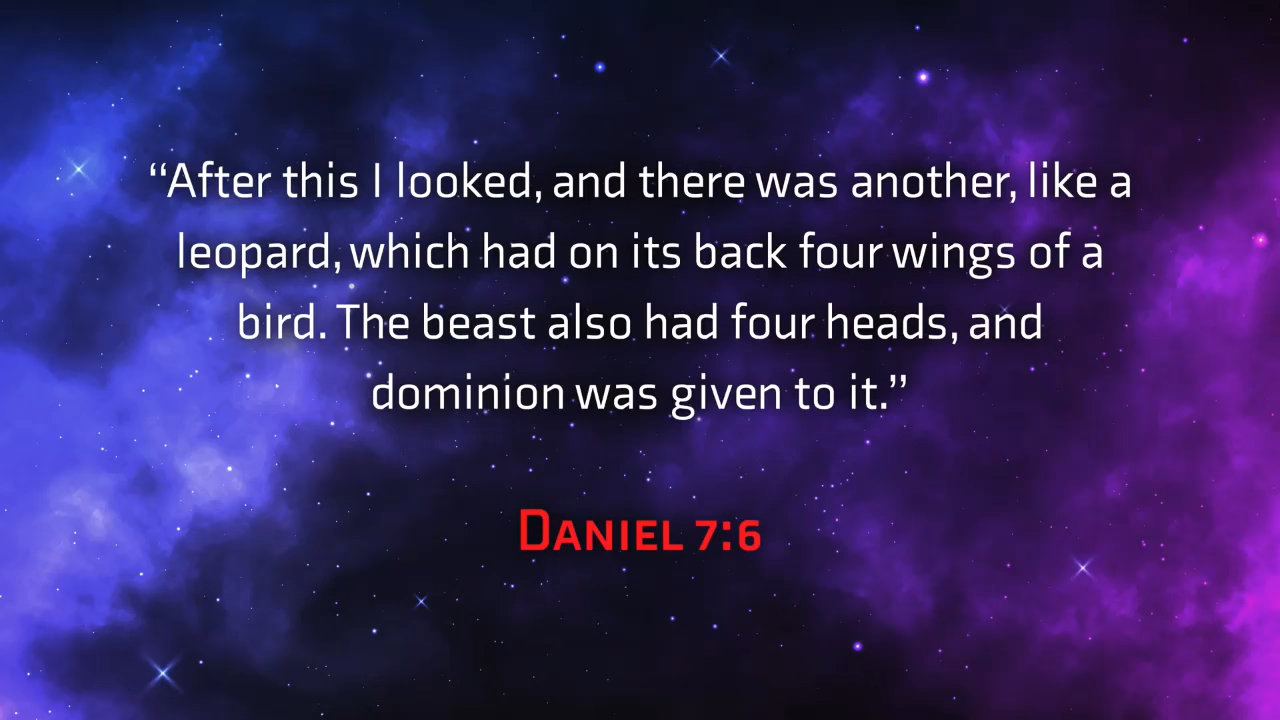 “After this I looked, and there was another, like a
leopard, which had on its back four wings of a
bird. The beast also had four heads, and
dominion was given to it.”
Daniel 7:6